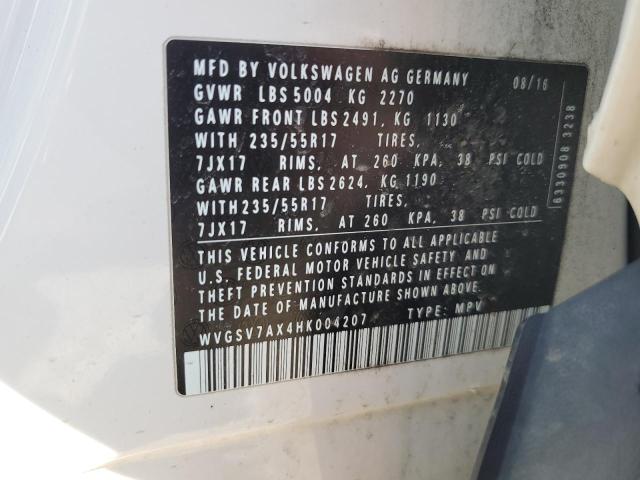 MFD BY VOLKSWAGEN AG GERMANY 08/16
GVWR LBS 5004 KG 2270
GAWR FRONT LBS 2491, KG 1130
WITH 235/55R17 TIRES,
7JX17 RIMS, AT 260 KPA, 38 PSI COLD
GAWR REAR LBS 2624, KG 1190
WITH 235/55R17 TIRES,
7JX17 RIMS, AT 260 KPA, 38 PSI COLD
THIS VEHICLE CONFORMS TO ALL APPLICABLE
U.S. FEDERAL MOTOR VEHICLE SAFETY AND
THEFT PREVENTION STANDARDS IN EFFECT ON
THE DATE OF MANUFACTURE SHOWN ABOVE.
WVGSV7AX4HK004207 TYPE: MPV
6330908 3238